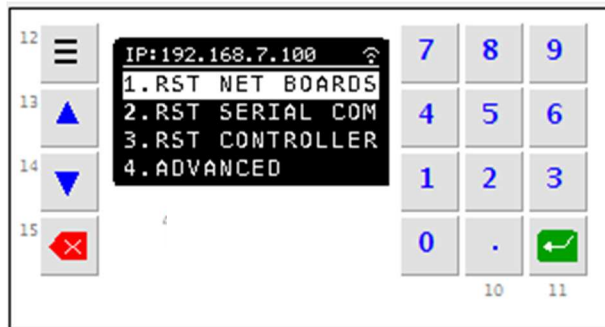 12
IP:192.168.7.100
7 8 9
1.RST NET BOARDS
13
2.RST SERIAL COM
4 5 6
3.RST CONTROLLER
14
4.ADVANCED
1 2 3
15
0 .
10 11